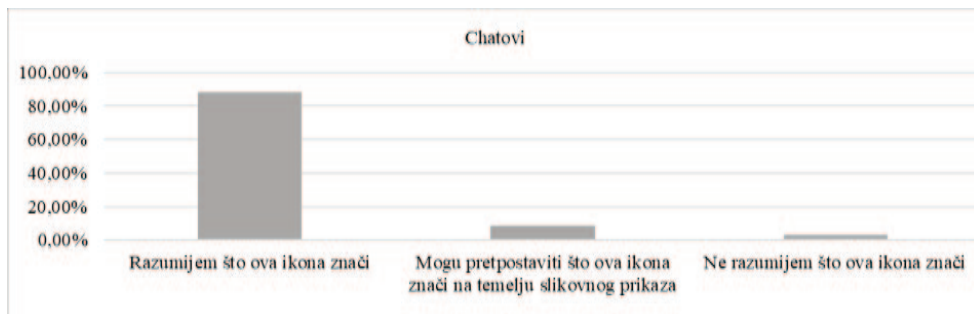 Chatovi
100,00%
80,00%
60,00%
40,00%
20,00%
0,00%
Razumijem što ova ikona znači
Mogu pretpostaviti što ova ikona
znači na temelju slikovnog prikaza
Ne razumijem što ova ikona znači